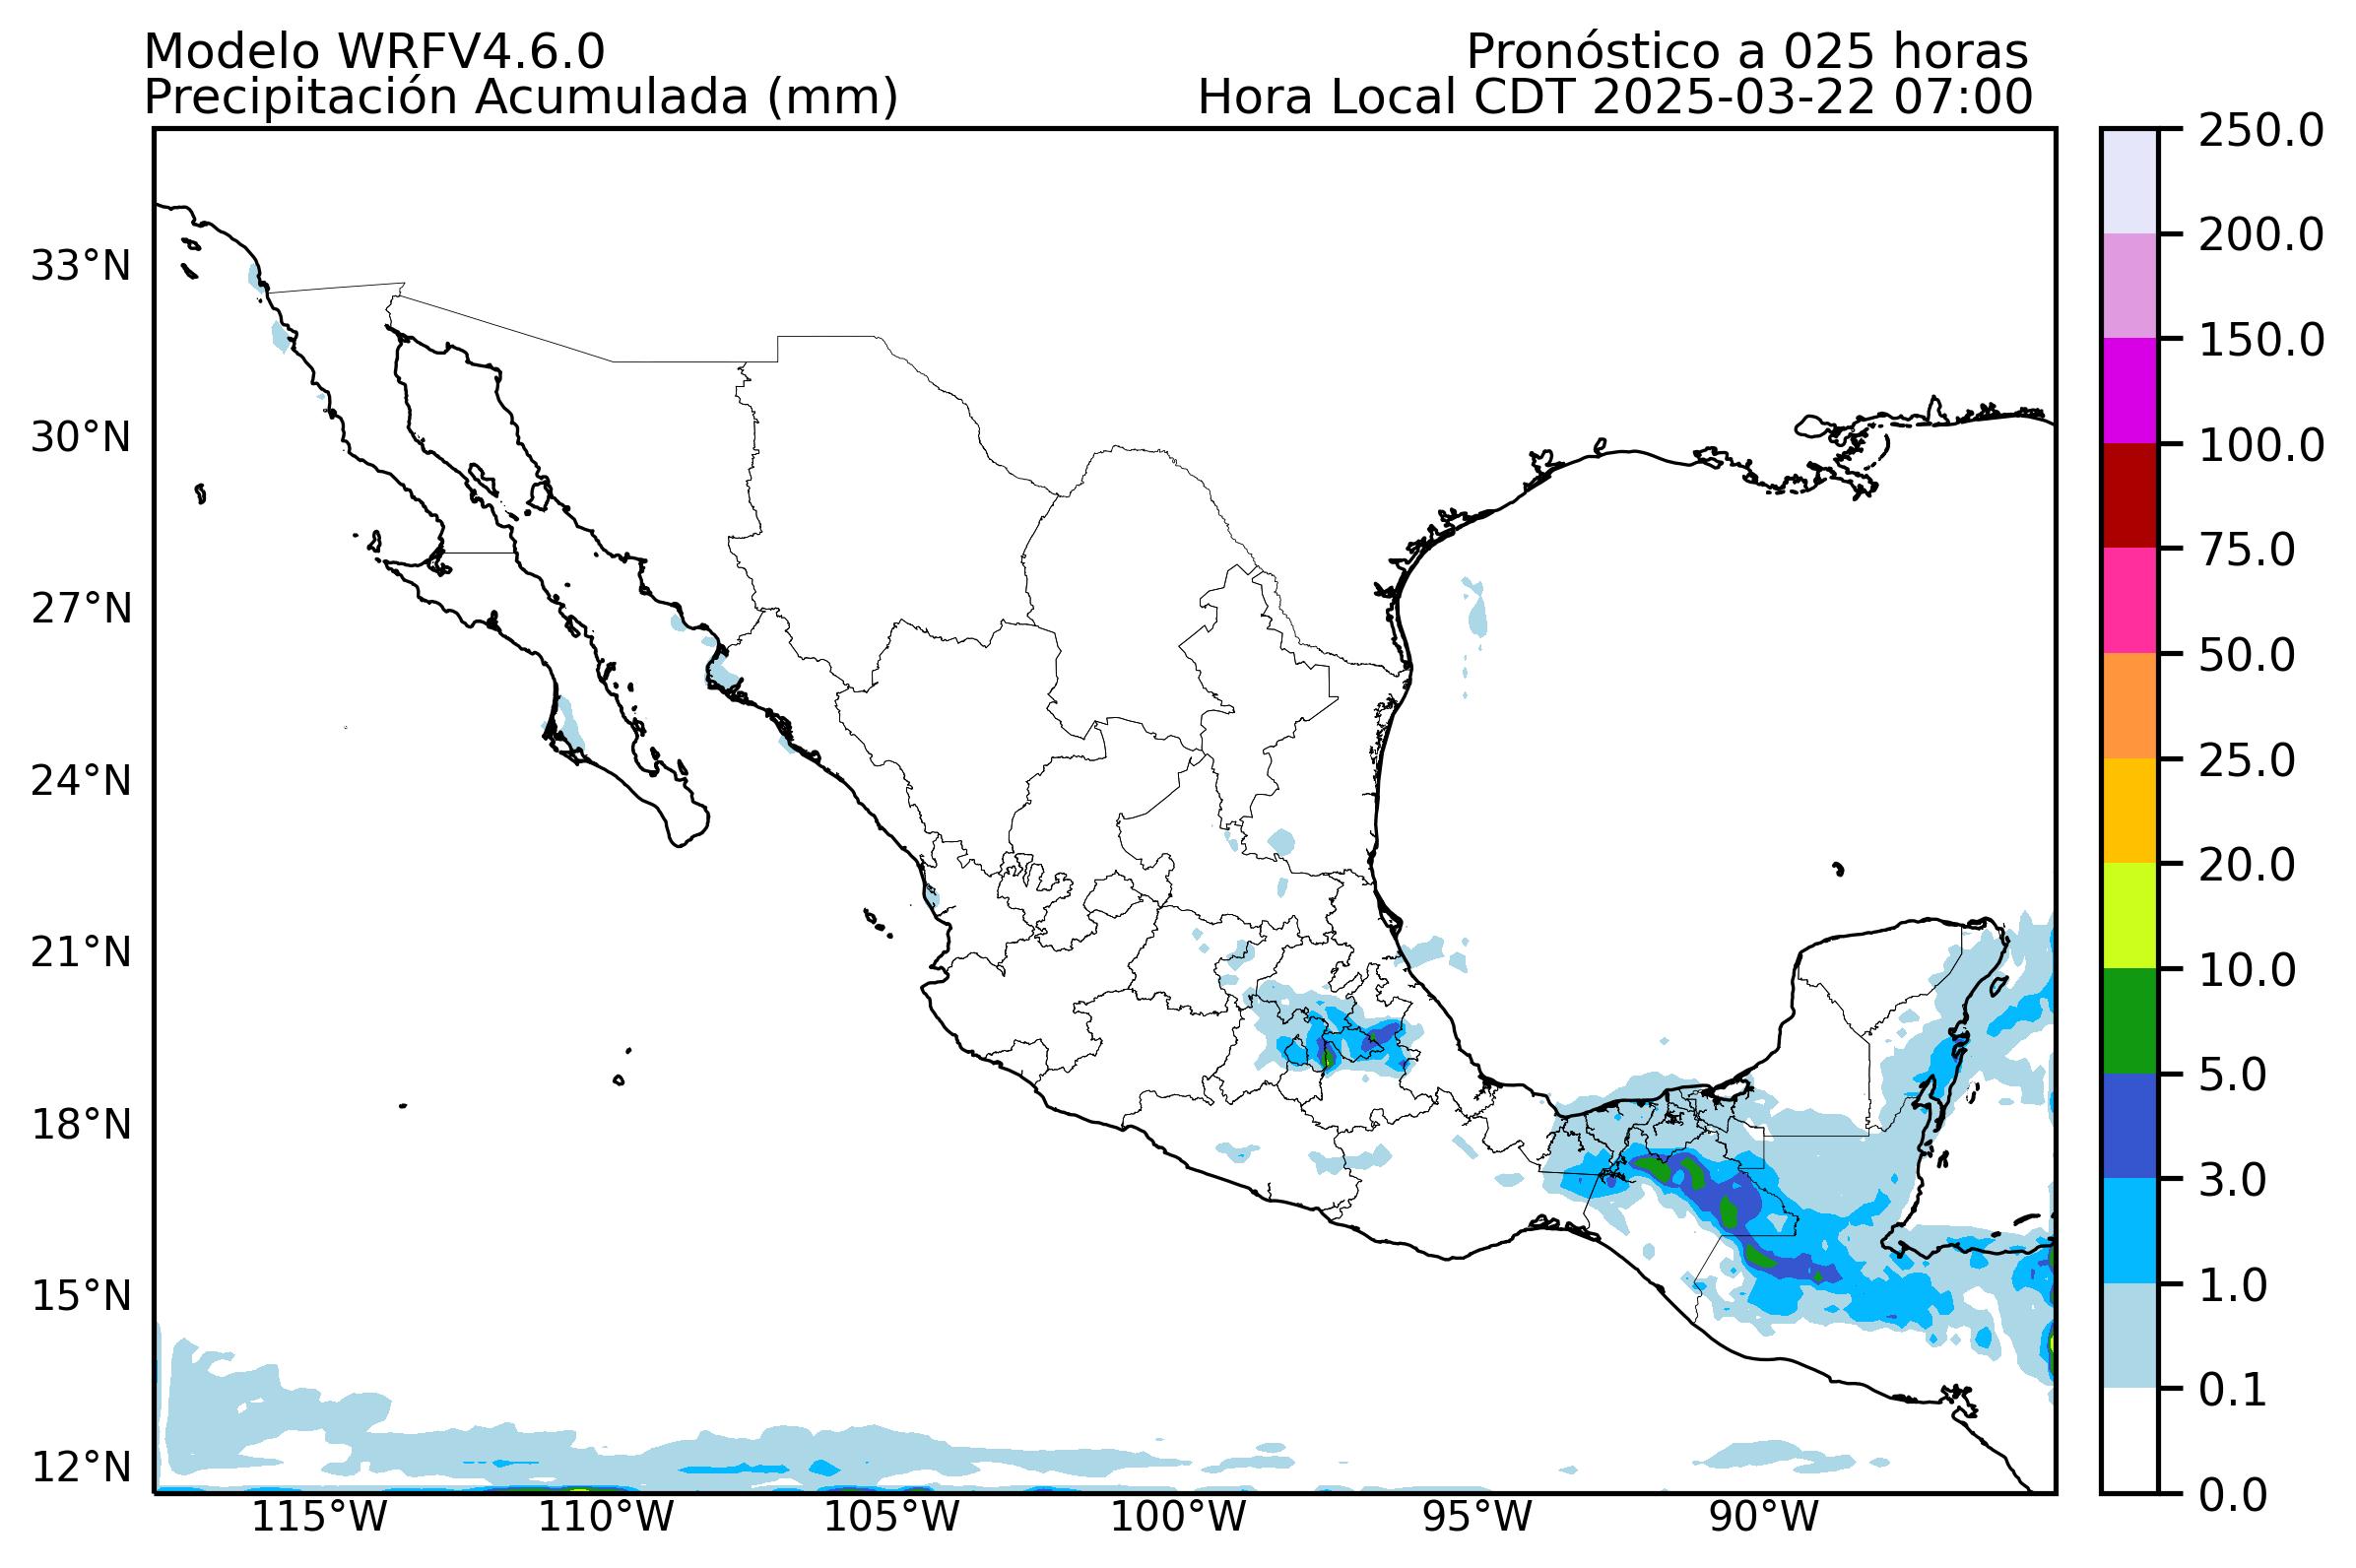 Modelo WRFV4.6.0
Pronóstico a 025 horas
Precipitación Acumulada (mm)
Hora Local CDT 2025-03-22 07:00
250.0
200.0
150.0
100.0
75.0
50.0
25.0
20.0
10.0
5.0
3.0
1.0
0.1
0.0
33°N
30°N
27°N
24°N
21°N
18°N
15°N
12°N
115°W
110°W
105°W
100°W
95°W
90°W